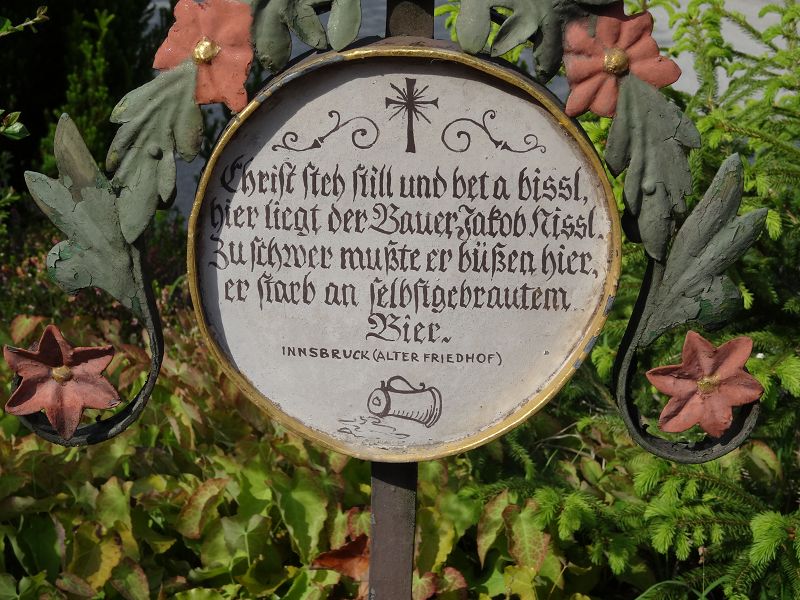 Christ steh still und bet a bissl,
hier liegt der Bauer Jakob Nissl.
Zu schwer mußte er büßen hier,
er starb an selbstgebrautem
Bier.
INNSBRUCK (ALTER FRIEDHOF)